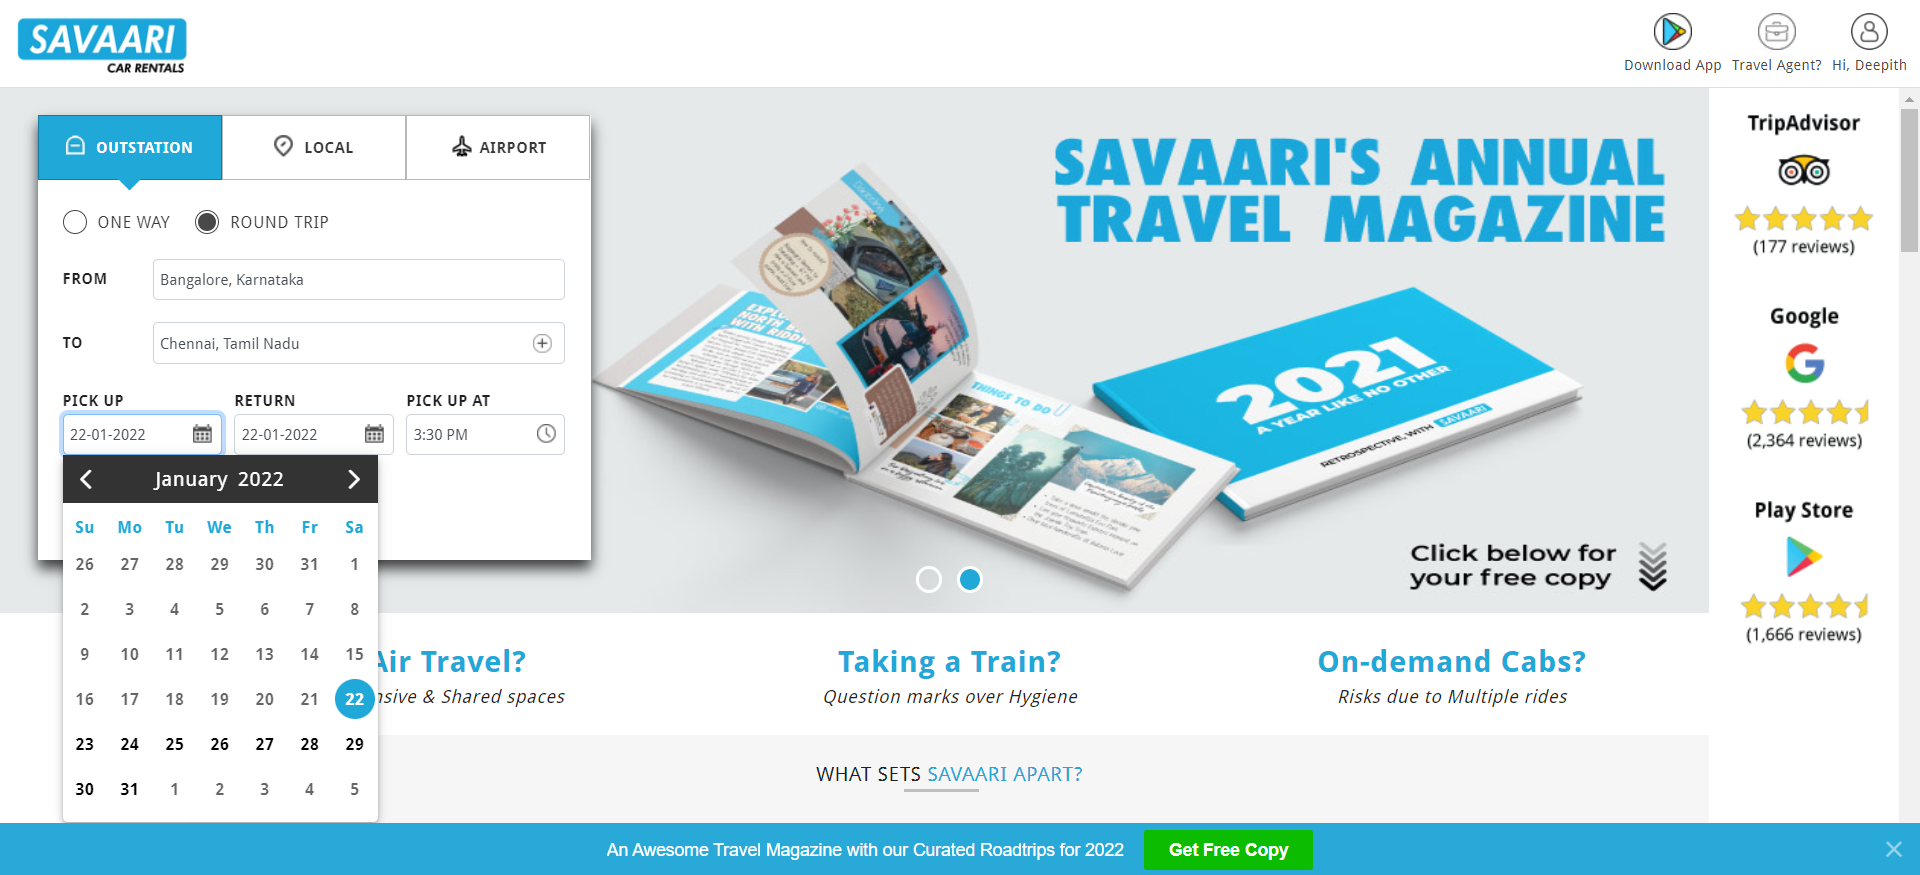 SAVAARI
CAR RENTALS
Download App
Travel Agent?
Hi, Deepith
OUTSTATION
LOCAL
AIRPORT
ONE WAY
ROUND TRIP
FROM
Bangalore, Karnataka
TO
Chennai, Tamil Nadu
PICK UP
RETURN
PICK UP AT
22-01-2022
22-01-2022
3:30 PM
January 2022
Su Mo Tu We Th Fr Sa
26 27 28 29 30 31 1
2 3 4 5 6 7 8
9 10 11 12 13 14 15
16 17 18 19 20 21 22
23 24 25 26 27 28 29
30 31 1 2 3 4 5
SAVAARI'S ANNUAL
TRAVEL MAGAZINE
THINGS TO DO
2021
A YEAR LIKE NO OTHER
RETROSPECTIVE, WITH SAVAARI
Click below for
your free copy
TripAdvisor
(177 reviews)
Google
(2,364 reviews)
Play Store
(1,666 reviews)
Air Travel?
nsive & Shared spaces
Taking a Train?
Question marks over Hygiene
On-demand Cabs?
Risks due to Multiple rides
WHAT SETS SAVAARI APART?
An Awesome Travel Magazine with our Curated Roadtrips for 2022
Get Free Copy